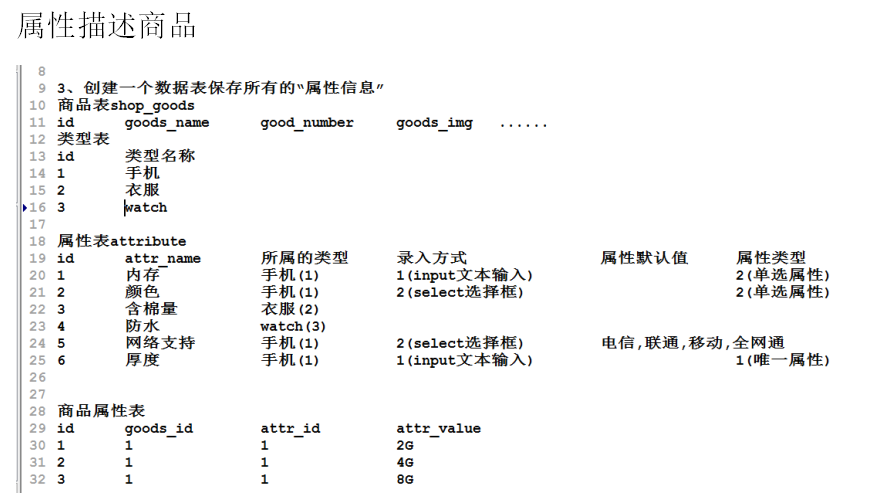 属性描述商品
8
9 3、创建一个数据表保存所有的“属性信息”
10 商品表shop_goods
11 id goods_name good_number goods_img ......
12 类型表
13 id 类型名称
14 1 手机
15 2 衣服
16 3 watch
17
18 属性表attribute
19 id attr_name 所属的类型 录入方式 属性默认值 属性类型
20 1 内存 手机(1) 1(input文本输入) 2(单选属性)
21 2 颜色 手机(1) 2(select选择框) 2(单选属性)
22 3 含棉量 衣服(2)
23 4 防水 watch(3)
24 5 网络支持 手机(1) 2(select选择框) 电信,联通,移动,全网通
25 6 厚度 手机(1) 1(input文本输入) 1(唯一属性)
26
27
28 商品属性表
29 id goods_id attr_id attr_value
30 1 1 1 2G
31 2 1 1 4G
32 3 1 1 8G